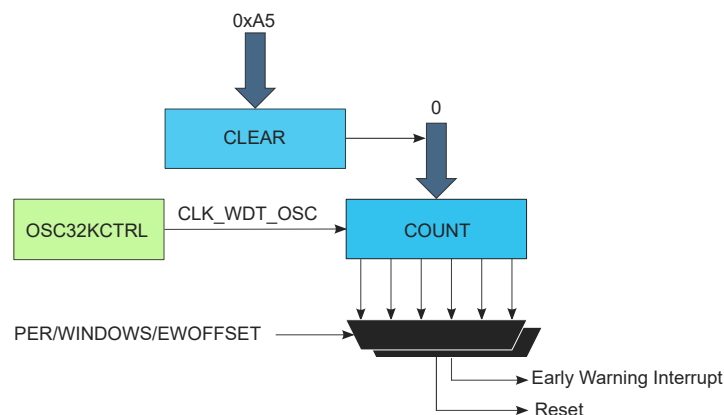 0xA5
0
CLEAR
CLK_WDT_OSC
OSC32KCTRL
COUNT
PER/WINDOWS/EWOFFSET
Early Warning Interrupt
Reset